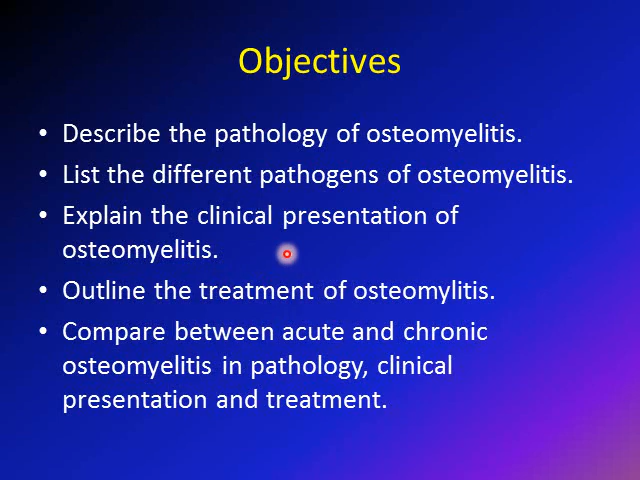 Objectives
• Describe the pathology of osteomyelitis.
• List the different pathogens of osteomyelitis.
• Explain the clinical presentation of
osteomyelitis.
• Outline the treatment of osteomylitis.
• Compare between acute and chronic
osteomyelitis in pathology, clinical
presentation and treatment.